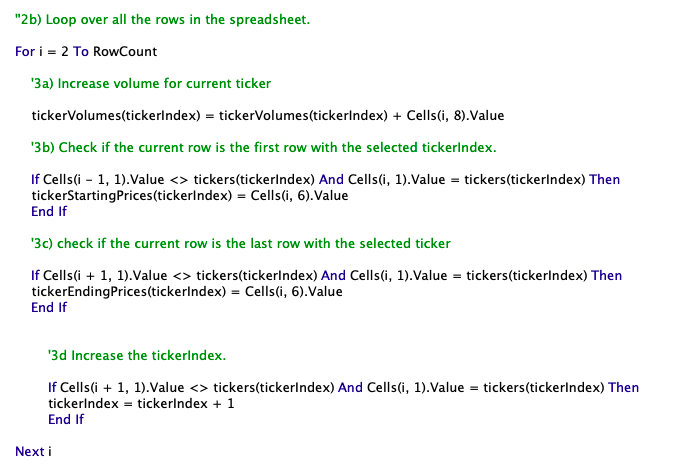 "2b) Loop over all the rows in the spreadsheet.
For i = 2 To RowCount
'3a) Increase volume for current ticker
tickerVolumes(tickerIndex) = tickerVolumes(tickerIndex) + Cells(i, 8).Value
'3b) Check if the current row is the first row with the selected tickerIndex.
If Cells(i - 1, 1).Value <> tickers(tickerIndex) And Cells(i, 1).Value = tickers(tickerIndex) Then
tickerStartingPrices(tickerIndex) = Cells(i, 6).Value
End If
'3c) check if the current row is the last row with the selected ticker
If Cells(i + 1, 1).Value <> tickers(tickerIndex) And Cells(i, 1).Value = tickers(tickerIndex) Then
tickerEndingPrices(tickerIndex) = Cells(i, 6).Value
End If
'3d Increase the tickerIndex.
If Cells(i + 1, 1).Value <> tickers(tickerIndex) And Cells(i, 1).Value = tickers(tickerIndex) Then
tickerIndex = tickerIndex + 1
End If
Next i